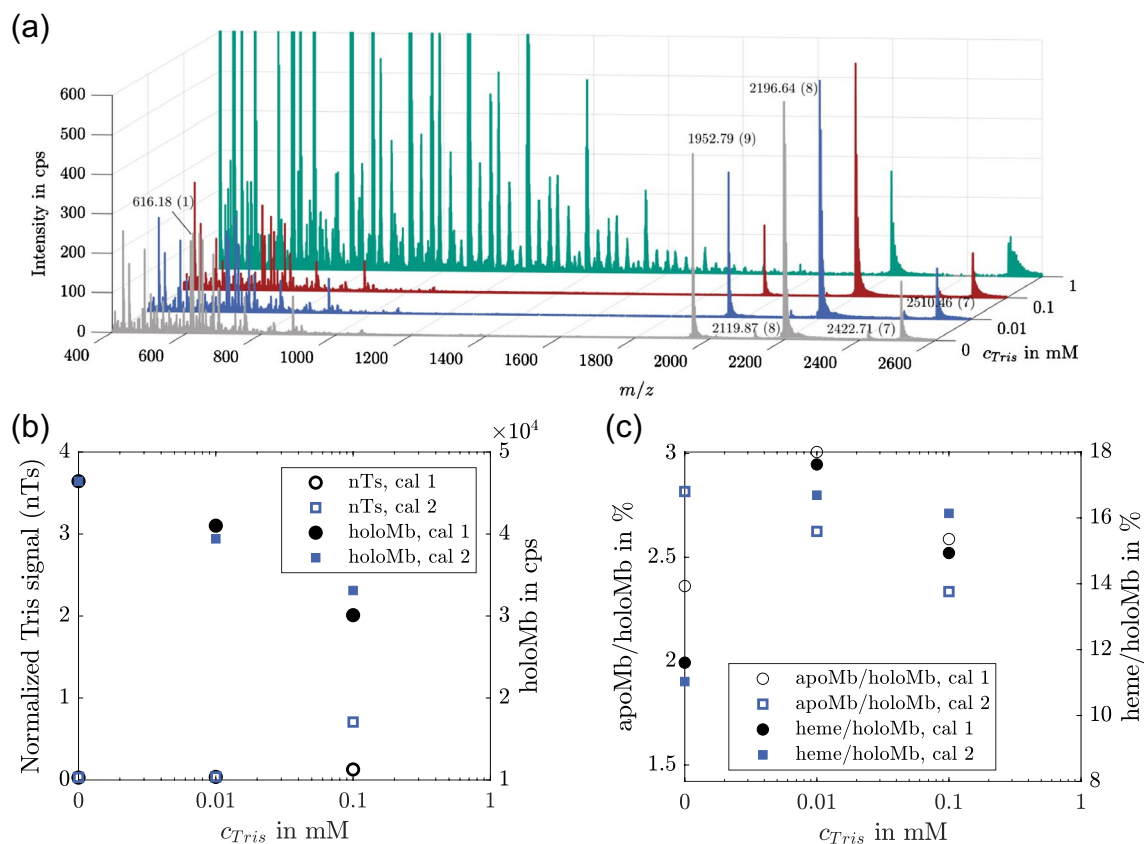 (a)
600
500
400
300
200
100
0
Intensity in cps
616.18 (1)
1952.79 (9)
2196.64 (8)
2119.87 (8)
2422.71 (7)
2510.46 (7)
400
600
800
1000
1200
1400
1600
1800
2000
2200
2400
2600
m/z
0
0.01
0.1
1
c_Tris in mM
(b)
×10^4
4
3
2
1
0
Normalized Tris signal (nTs)
5
4
3
2
1
holoMb in cps
nTs, cal 1
nTs, cal 2
holoMb, cal 1
holoMb, cal 2
0
0.01
0.1
1
c_Tris in mM
(c)
3
2.5
2
1.5
apoMb/holoMb in %
18
16
14
12
10
8
heme/holoMb in %
apoMb/holoMb, cal 1
apoMb/holoMb, cal 2
heme/holoMb, cal 1
heme/holoMb, cal 2
0
0.01
0.1
1
c_Tris in mM